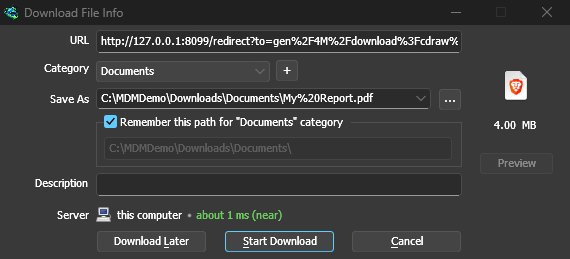 Download File Info
URL
http://127.0.0.1:8099/redirect?to=gen%2F4M%2Fdownload%3Fcdraw%
Category
Documents
+
Save As
C:\MDMDemo\Downloads\Documents\My%20Report.pdf
...
Remember this path for "Documents" category
C:\MDMDemo\Downloads\Documents\
4.00 MB
Preview
Description
Server
this computer • about 1 ms (near)
Download Later
Start Download
Cancel